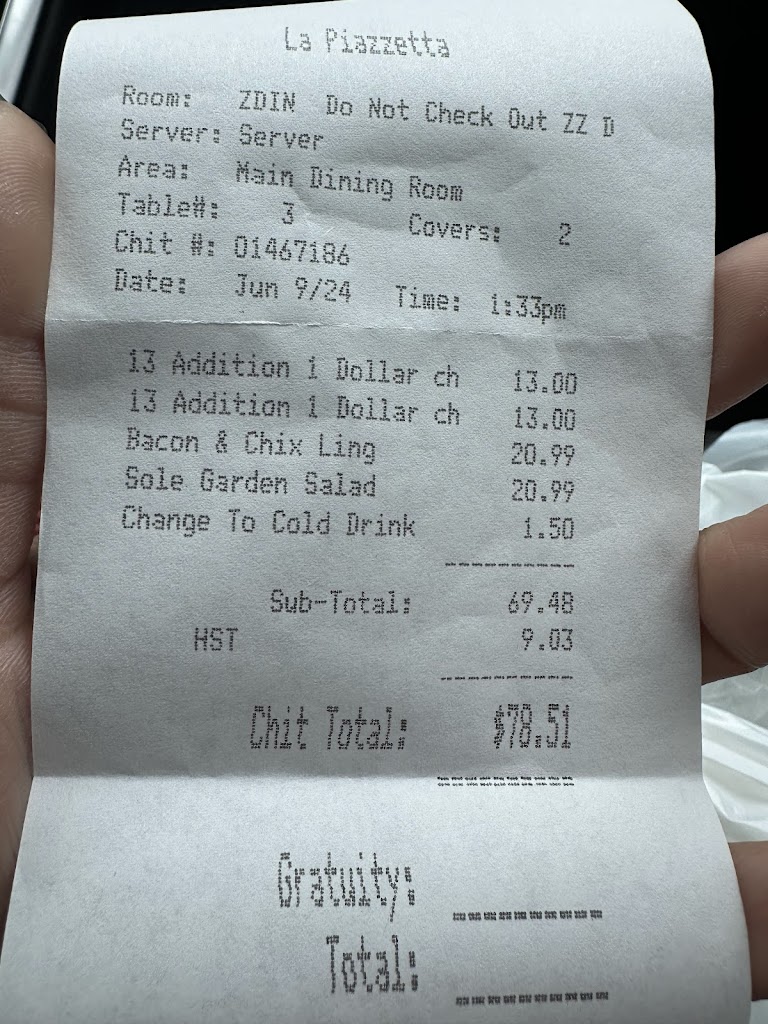 La Piazzetta
Room: ZDIN Do Not Check Out ZZ D
Server: Server
Area: Main Dining Room
Table#: 3 Covers: 2
Chit #: 01467186
Date: Jun 9/24 Time: 1:33pm
13 Addition 1 Dollar ch 13.00
13 Addition 1 Dollar ch 13.00
Bacon & Chix Ling 20.99
Sole Garden Salad 20.99
Change To Cold Drink 1.50
Sub-Total: 69.48
HST 9.03
Chit Total: $78.51
Gratuity:
Total: